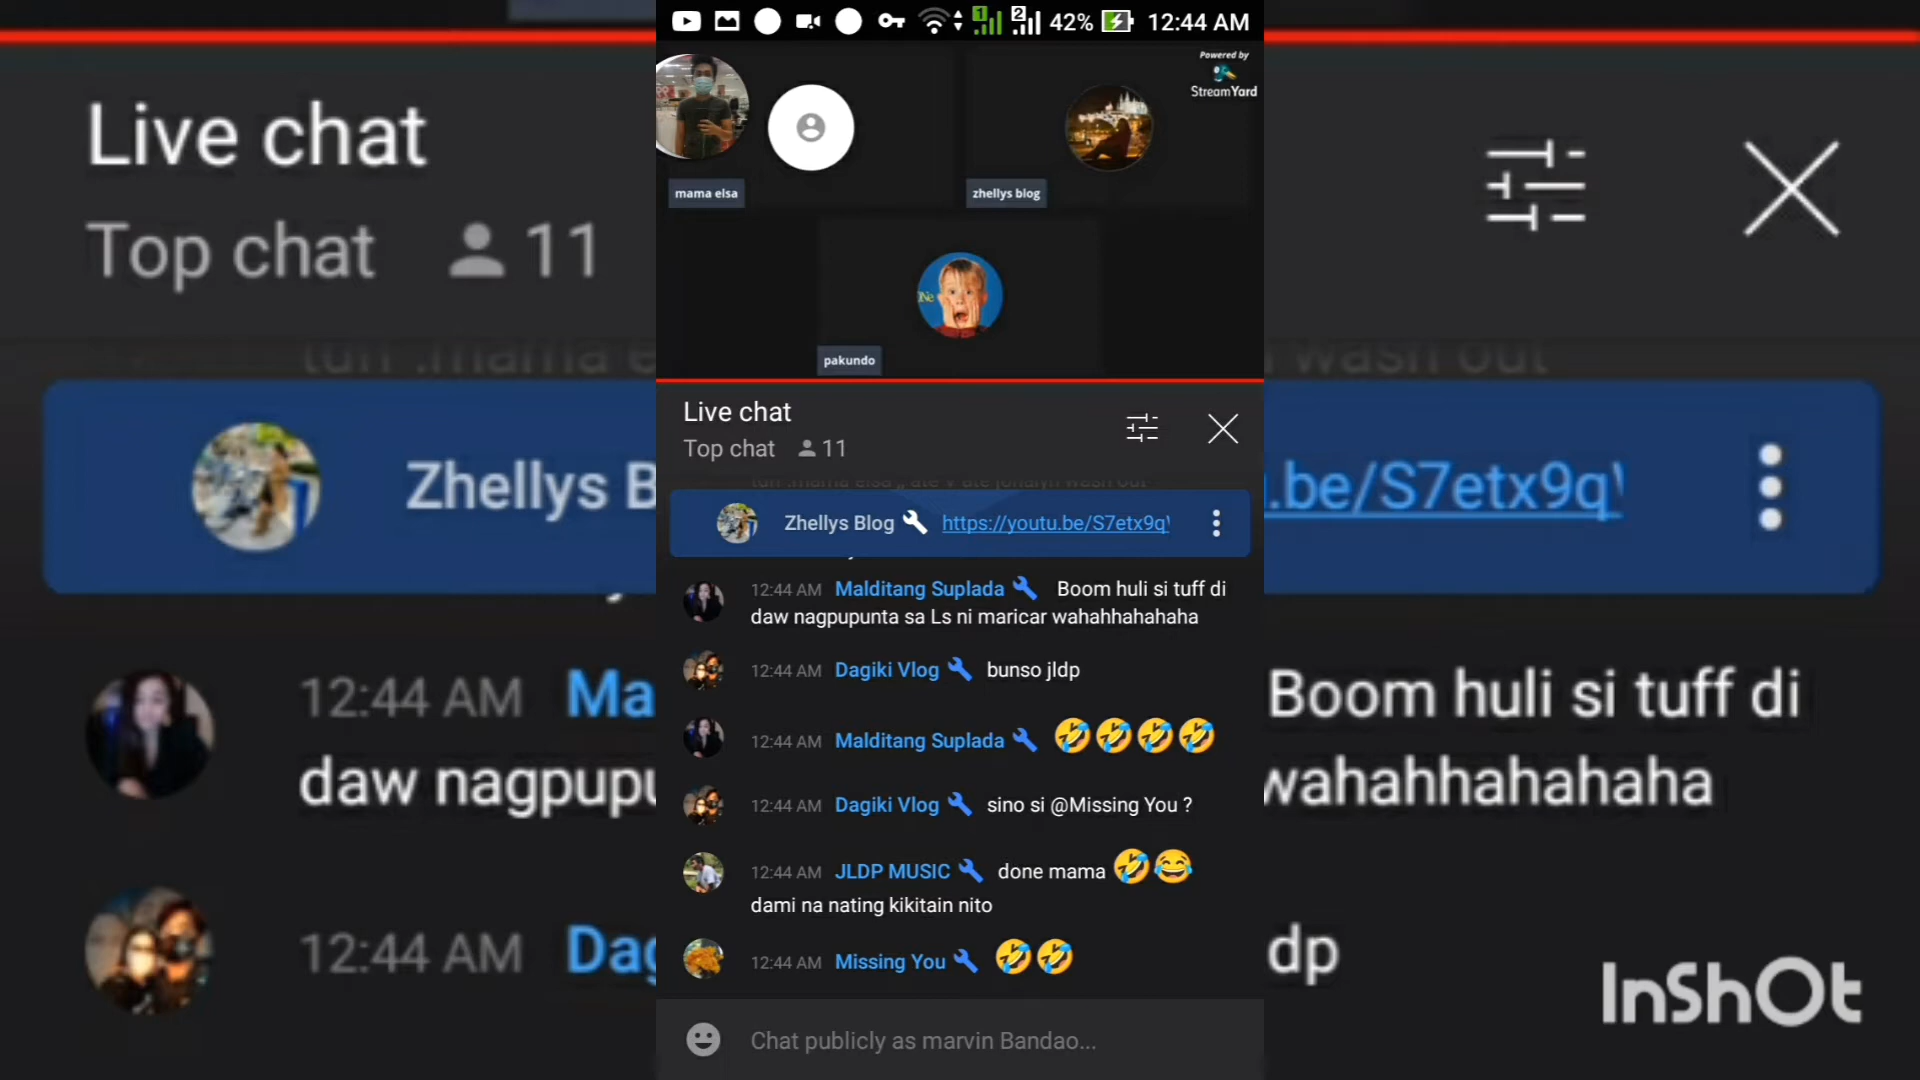 42% 12:44 AM
Powered by
StreamYard
mama elsa
zhellys blog
Ne
pakundo
Live chat
Top chat 11
Zhellys Blog https://youtu.be/S7etx9q
12:44 AM Malditang Suplada Boom huli si tuff di
daw nagpupunta sa Ls ni maricar wahahhahahaha
12:44 AM Dagiki Vlog bunso jldp
12:44 AM Malditang Suplada 🤣🤣🤣🤣
12:44 AM Dagiki Vlog sino si @Missing You ?
12:44 AM JLDP MUSIC done mama 🤣😂
dami na nating kikitain nito
12:44 AM Missing You 🤣🤣
Chat publicly as marvin Bandao...
Live chat
Top chat 11
Zhellys B
.be/S7etx9q
12:44 AM Ma
Boom huli si tuff di
daw nagpupu
wahahhahahaha
12:44 AM Dag
dp
InShOt